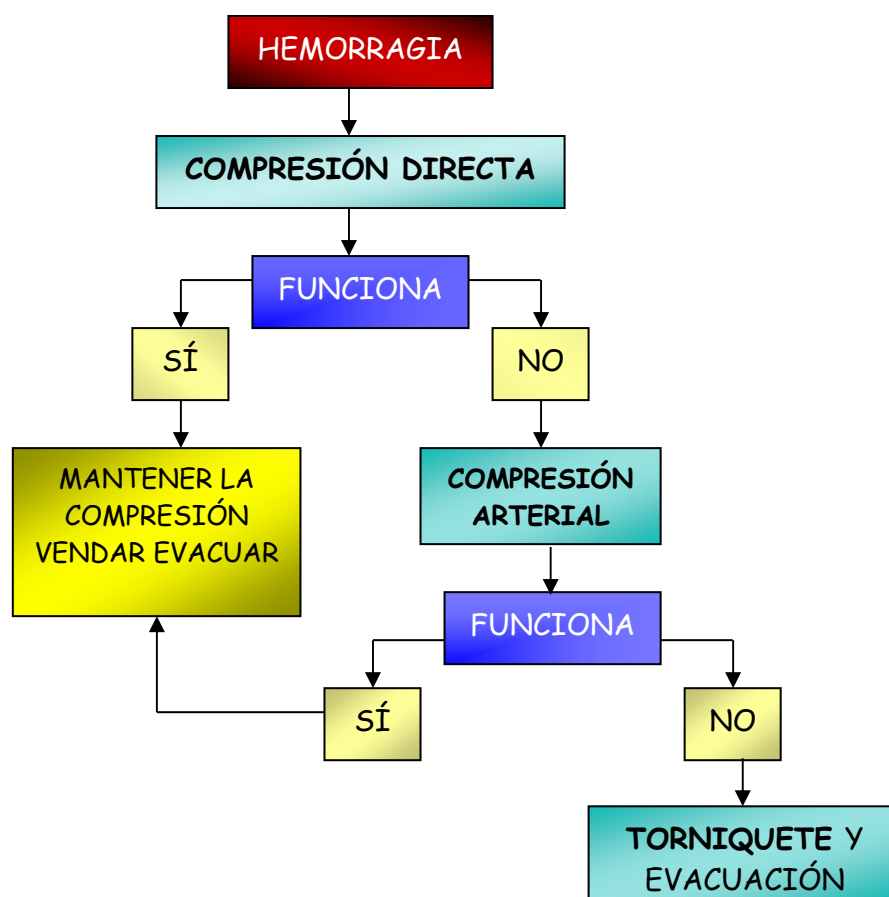 HEMORRAGIA
COMPRESIÓN DIRECTA
FUNCIONA
SÍ
NO
MANTENER LA
COMPRESIÓN
VENDAR EVACUAR
COMPRESIÓN
ARTERIAL
FUNCIONA
SÍ
NO
TORNIQUETE Y
EVACUACIÓN